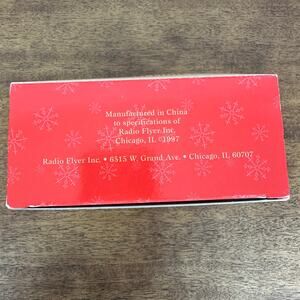 Manufactured in China
to specifications of
Radio Flyer Inc.
Chicago, IL ©1997
Radio Flyer Inc. • 6515 W. Grand Ave. • Chicago, IL 60707